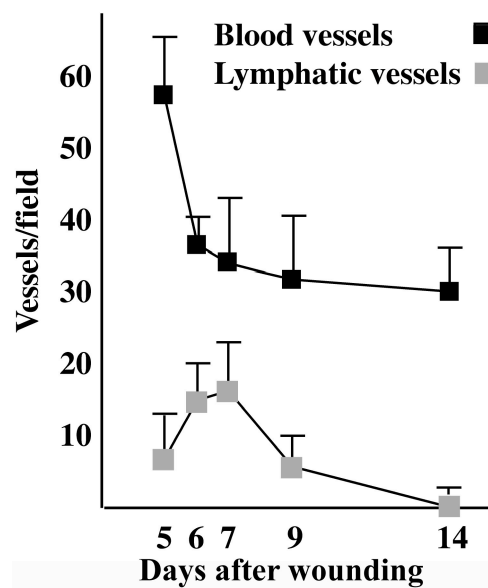 Blood vessels
Lymphatic vessels
60
50
40
30
20
10
Vessels/field
5 6 7 9 14
Days after wounding